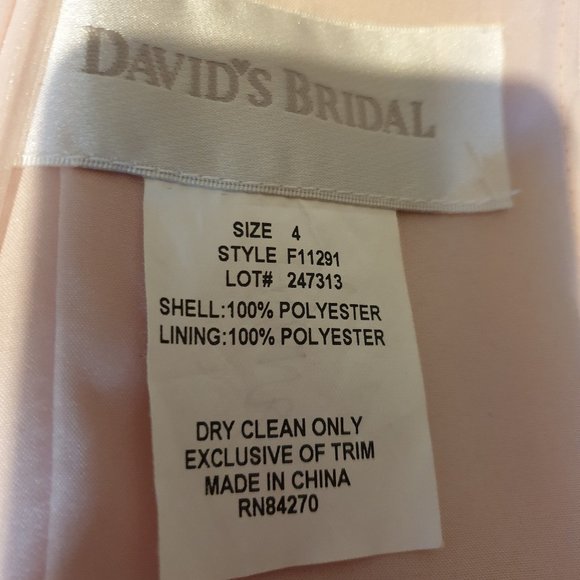 DAVID'S BRIDAL
SIZE 4
STYLE F11291
LOT# 247313
SHELL:100% POLYESTER
LINING:100% POLYESTER
DRY CLEAN ONLY
EXCLUSIVE OF TRIM
MADE IN CHINA
RN84270